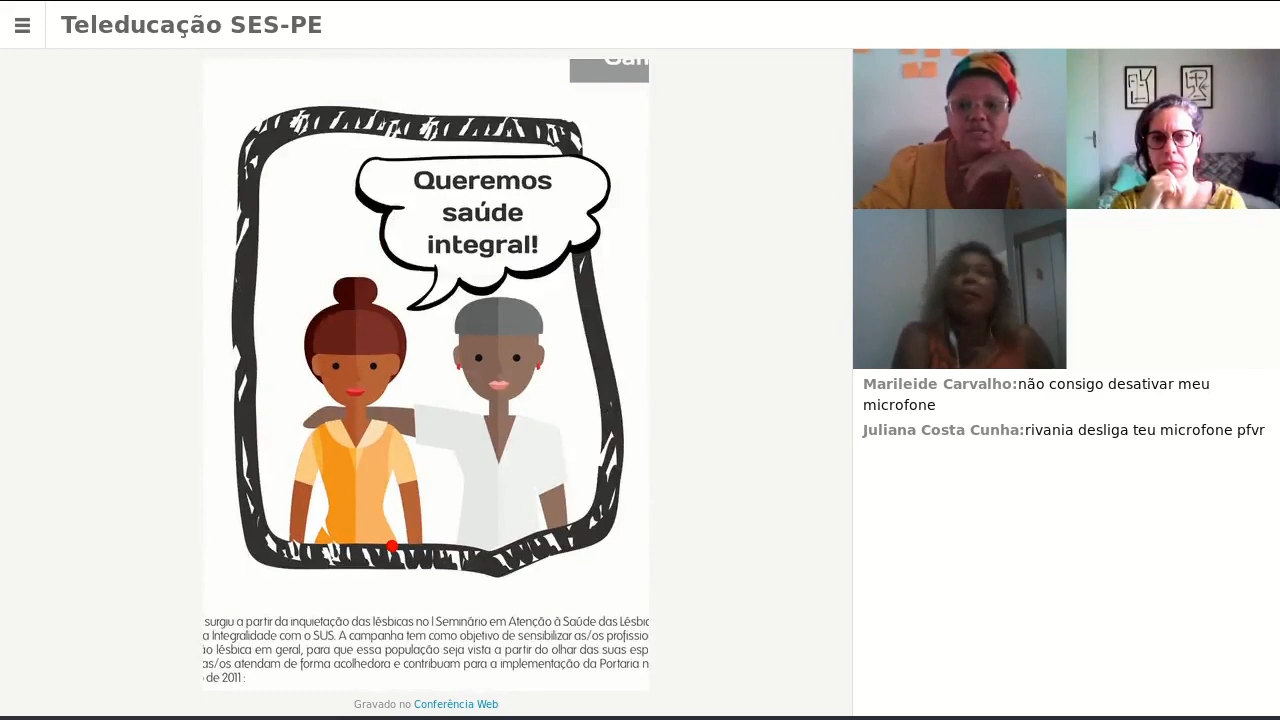 Teleducação SES-PE
Queremos
saúde
integral!
surgiu a partir da inquietação das lésbicas no I Seminário em Atenção à Saúde das Lésbic
a Integralidade com o SUS. A campanha tem como objetivo de sensibilizar as/os profissio
ão lésbica em geral, para que essa população seja vista a partir do olhar das suas esp
as/os atendam de forma acolhedora e contribuam para a implementação da Portaria n
de 2011:
Gravado no Conferência Web
Marileide Carvalho:não consigo desativar meu
microfone
Juliana Costa Cunha:rivania desliga teu microfone pfvr